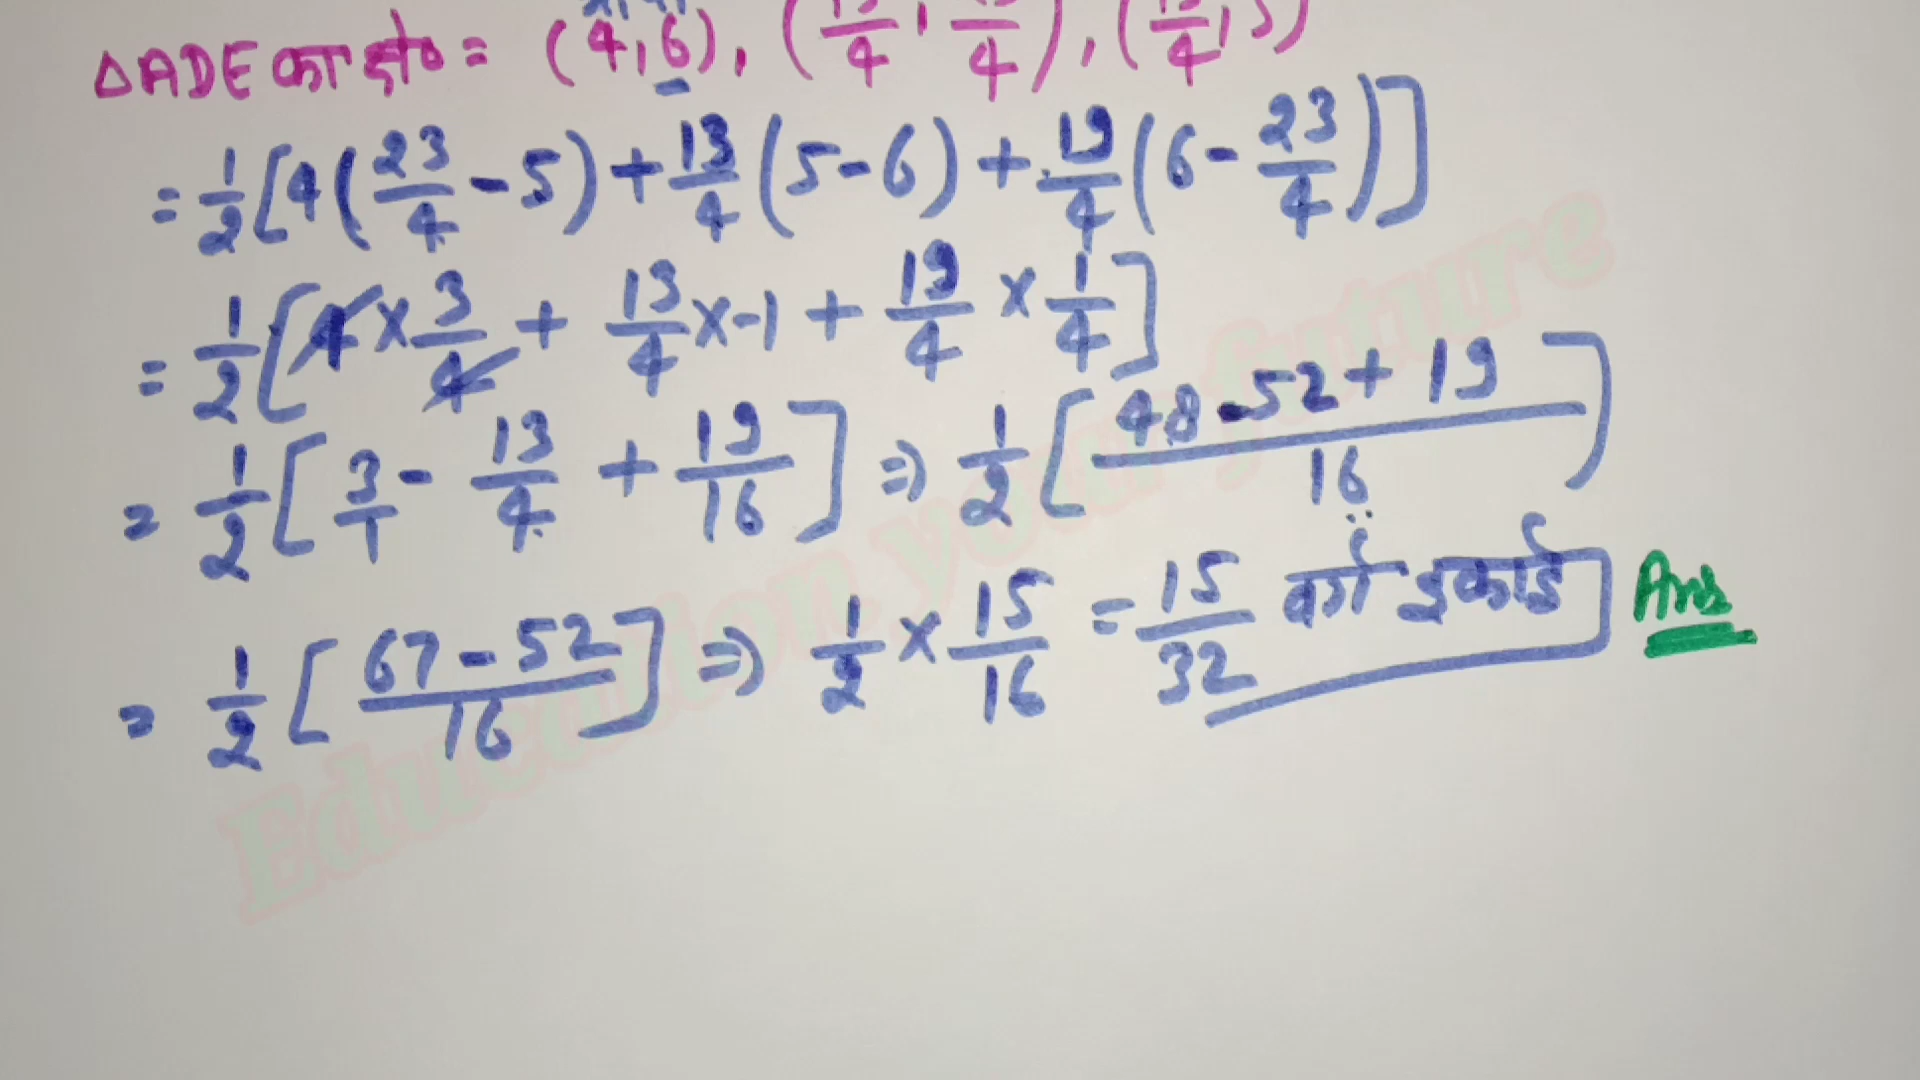 △ADE का क्षे० = (4, 6), (13/4, 23/4), (19/4, 5)
= 1/2 [4(23/4 - 5) + 13/4 (5 - 6) + 19/4 (6 - 23/4)]
= 1/2 [4 × 3/4 + 13/4 × -1 + 19/4 × 1/4]
= 1/2 [3/1 - 13/4 + 19/16] ⇒ 1/2 [48 - 52 + 19 / 16]
= 1/2 [67 - 52 / 16] ⇒ 1/2 × 15/16 = 15/32 वर्ग इकाई Ans
Education your future